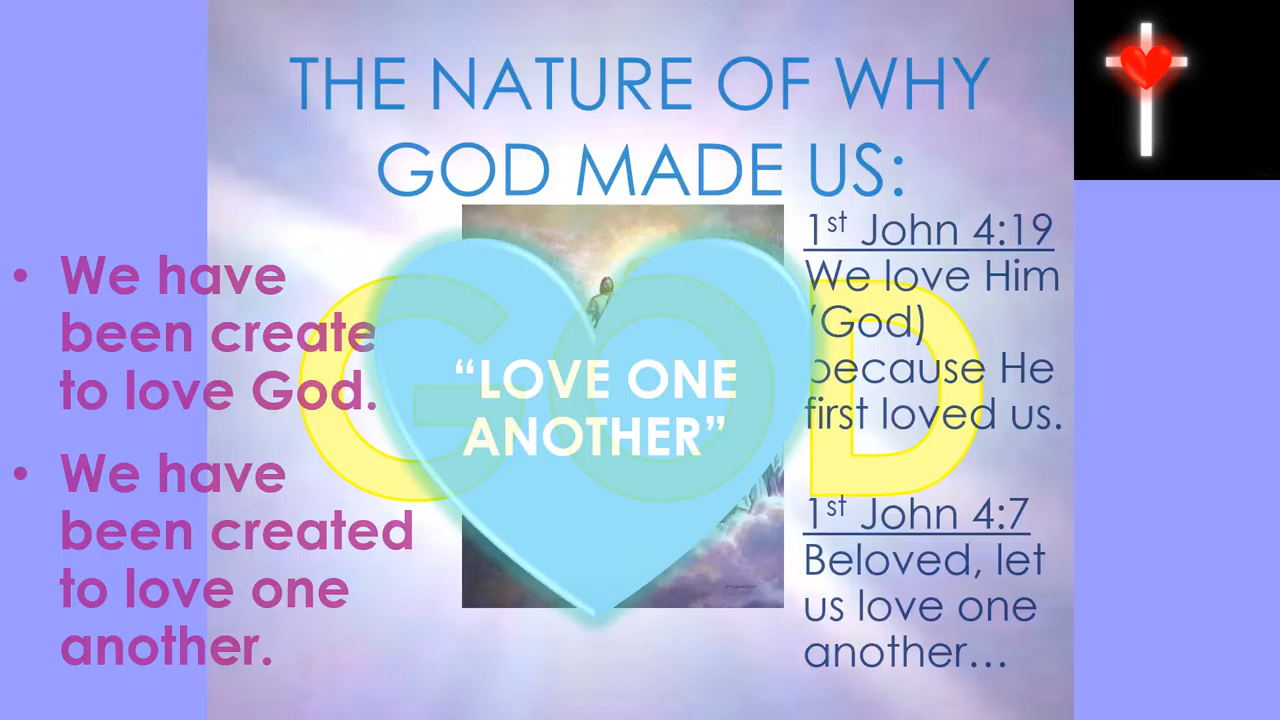 THE NATURE OF WHY
GOD MADE US:
• We have
been create
to love God.
• We have
been created
to love one
another.
GOD
“LOVE ONE
ANOTHER”
1st John 4:19
We love Him
(God)
because He
first loved us.
1st John 4:7
Beloved, let
us love one
another…